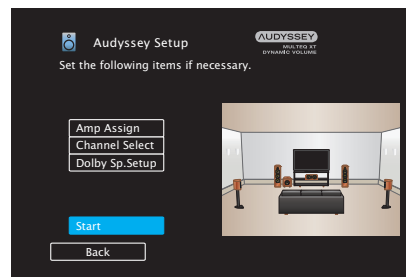 Audyssey Setup
AUDYSSEY
MULTEQ XT
DYNAMIC VOLUME
Set the following items if necessary.
Amp Assign
Channel Select
Dolby Sp.Setup
Start
Back